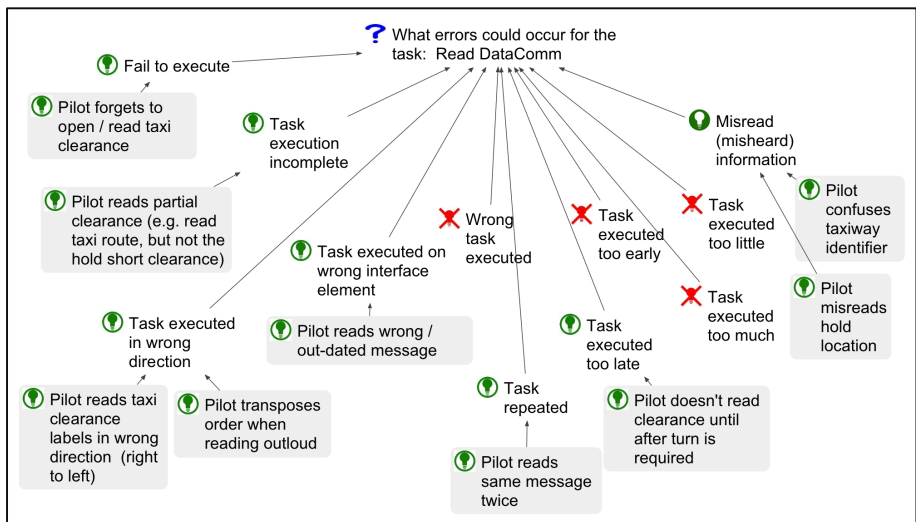 ?
What errors could occur for the
task:  Read DataComm
Fail to execute
Pilot forgets to
open / read taxi
clearance
Task
execution
incomplete
Pilot reads partial
clearance (e.g. read
taxi route, but not the
hold short clearance)
Misread
(misheard)
information
Pilot
confuses
taxiway
identifier
Pilot
misreads
hold
location
Wrong
task
executed
Task
executed
too early
Task
executed
too little
Task
executed
too much
Task executed on
wrong interface
element
Pilot reads wrong /
out-dated message
Task executed
in wrong
direction
Pilot reads taxi
clearance
labels in wrong
direction  (right
to left)
Pilot transposes
order when
reading outloud
Task
repeated
Pilot reads
same message
twice
Task
executed
too late
Pilot doesn't read
clearance until
after turn is
required